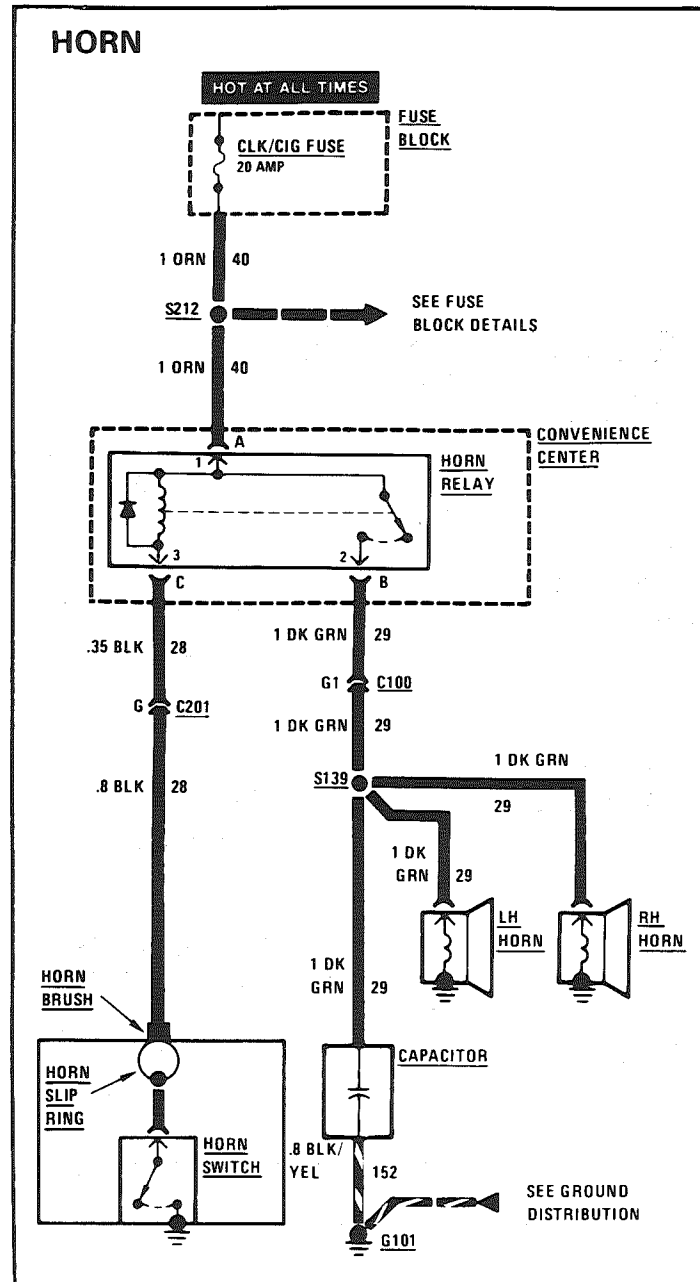 HORN
HOT AT ALL TIMES
FUSE
BLOCK
CLK/CIG FUSE
20 AMP
1 ORN 40
S212
SEE FUSE
BLOCK DETAILS
1 ORN 40
A
CONVENIENCE
CENTER
1
HORN
RELAY
3
2
C
B
.35 BLK 28
1 DK GRN 29
G C201
G1 C100
1 DK GRN 29
S139
1 DK GRN
29
.8 BLK 28
1 DK
GRN 29
LH
HORN
RH
HORN
1 DK
GRN 29
HORN
BRUSH
CAPACITOR
HORN
SLIP
RING
HORN
SWITCH
.8 BLK/
YEL 152
SEE GROUND
DISTRIBUTION
G101